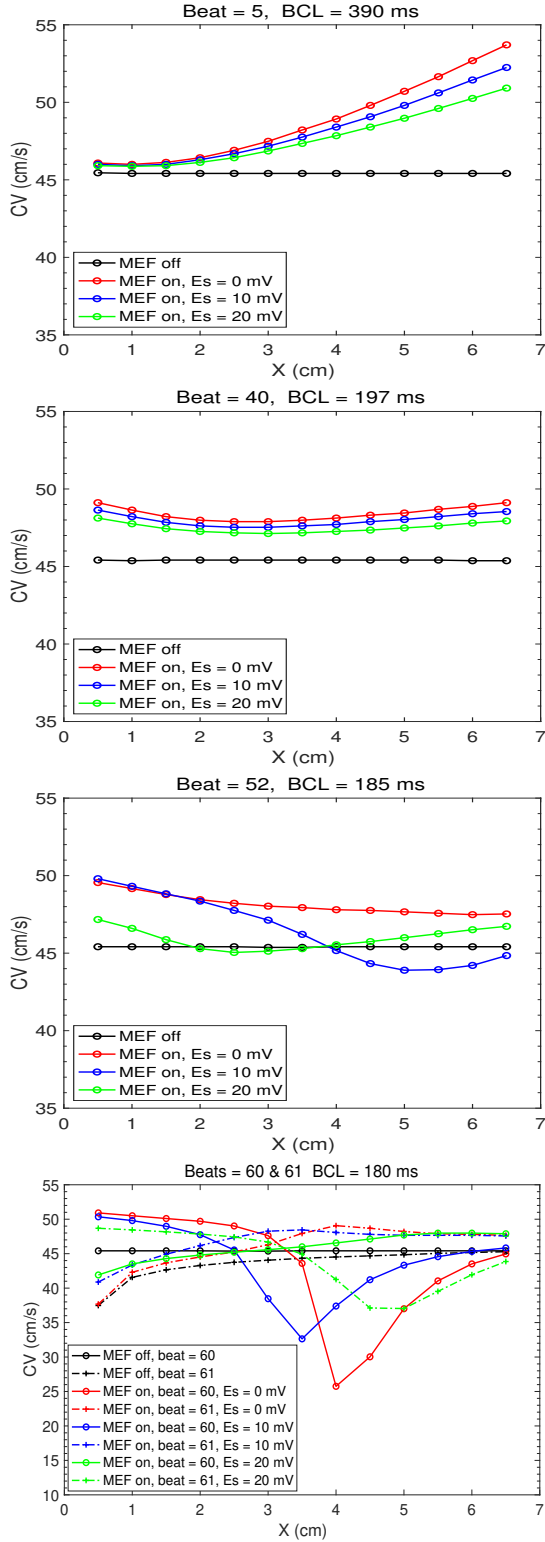 Beat = 5, BCL = 390 ms
55
50
45
40
35
CV (cm/s)
MEF off
MEF on, Es = 0 mV
MEF on, Es = 10 mV
MEF on, Es = 20 mV
0 1 2 3 4 5 6 7
X (cm)
Beat = 40, BCL = 197 ms
55
50
45
40
35
CV (cm/s)
MEF off
MEF on, Es = 0 mV
MEF on, Es = 10 mV
MEF on, Es = 20 mV
0 1 2 3 4 5 6 7
X (cm)
Beat = 52, BCL = 185 ms
55
50
45
40
35
CV (cm/s)
MEF off
MEF on, Es = 0 mV
MEF on, Es = 10 mV
MEF on, Es = 20 mV
0 1 2 3 4 5 6 7
X (cm)
Beats = 60 & 61 BCL = 180 ms
55
50
45
40
35
30
25
20
15
10
CV (cm/s)
MEF off, beat = 60
MEF off, beat = 61
MEF on, beat = 60, Es = 0 mV
MEF on, beat = 61, Es = 0 mV
MEF on, beat = 60, Es = 10 mV
MEF on, beat = 61, Es = 10 mV
MEF on, beat = 60, Es = 20 mV
MEF on, beat = 61, Es = 20 mV
0 1 2 3 4 5 6 7
X (cm)